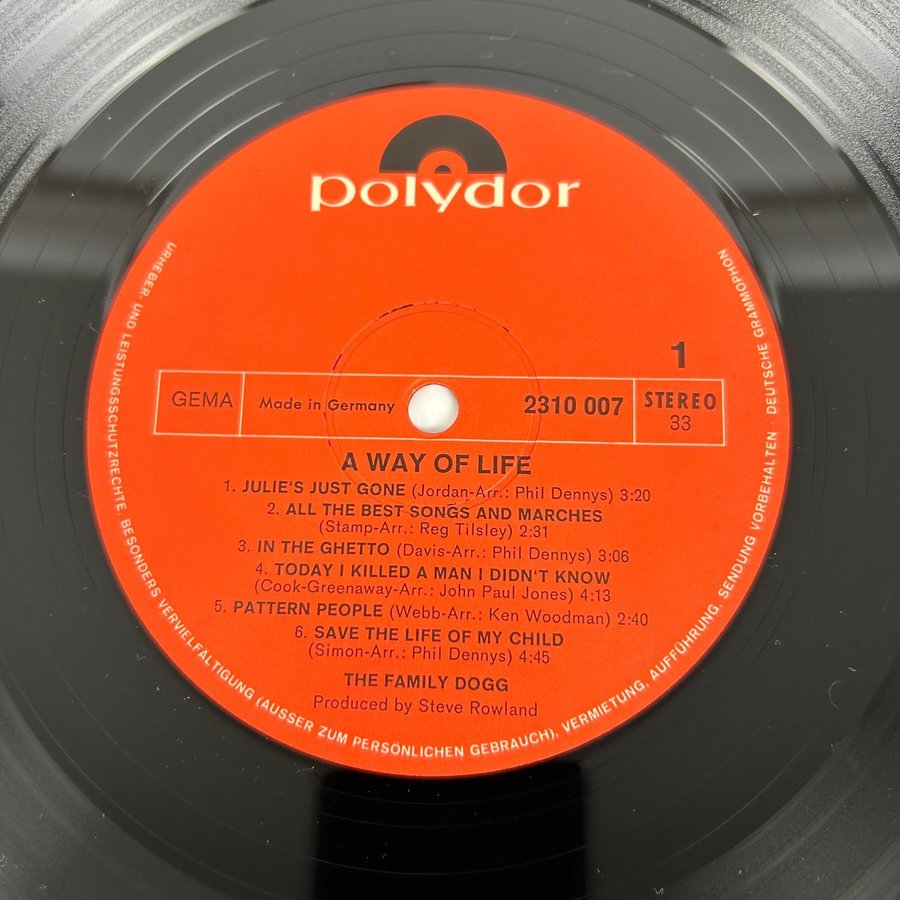 polydor
1
GEMA
Made in Germany
2310 007
STEREO
33
A WAY OF LIFE
1. JULIE'S JUST GONE (Jordan-Arr.: Phil Dennys) 3:20
2. ALL THE BEST SONGS AND MARCHES
(Stamp-Arr.: Reg Tilsley) 2:31
3. IN THE GHETTO (Davis-Arr.: Phil Dennys) 3:06
4. TODAY I KILLED A MAN I DIDN'T KNOW
(Cook-Greenaway-Arr.: John Paul Jones) 4:13
5. PATTERN PEOPLE (Webb-Arr.: Ken Woodman) 2:40
6. SAVE THE LIFE OF MY CHILD
(Simon-Arr.: Phil Dennys) 4:45
THE FAMILY DOGG
Produced by Steve Rowland
URHEBER- UND LEISTUNGSSCHUTZRECHTE, BESONDERS VERVIELFÄLTIGUNG (AUSSER ZUM PERSÖNLICHEN GEBRAUCH), VERMIETUNG, AUFFÜHRUNG, SENDUNG VORBEHALTEN DEUTSCHE GRAMMOPHON